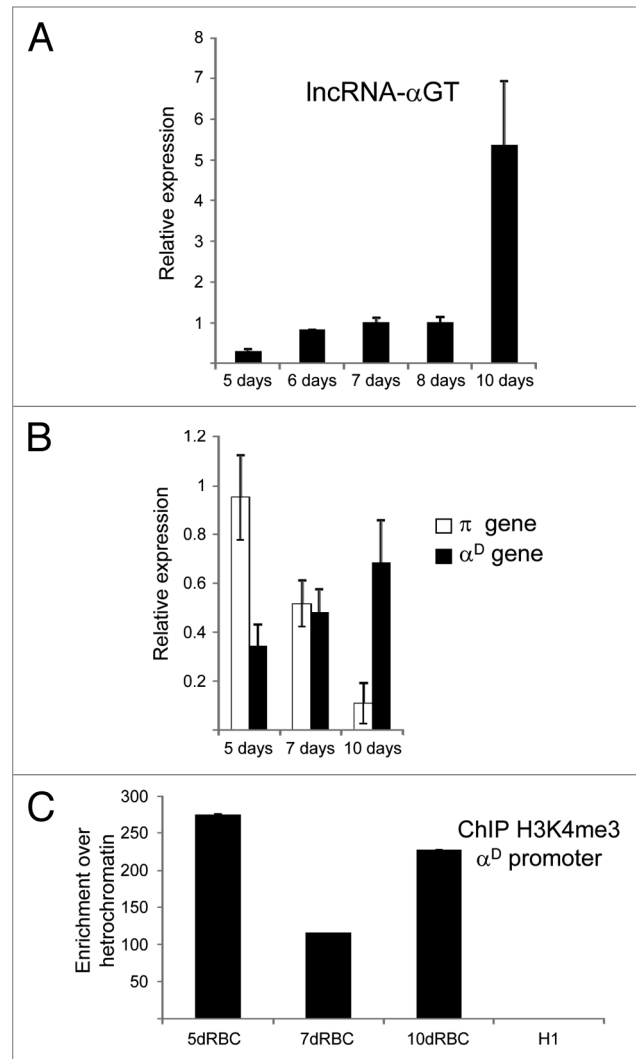 A
lncRNA-αGT
Relative expression
8
7
6
5
4
3
2
1
5 days 6 days 7 days 8 days 10 days
B
Relative expression
1.2
1
0.8
0.6
0.4
0.2
π gene
αᴰ gene
5 days 7 days 10 days
C
ChIP H3K4me3
αᴰ promoter
Enrichment over
hetrochromatin
300
250
200
150
100
50
5dRBC 7dRBC 10dRBC H1